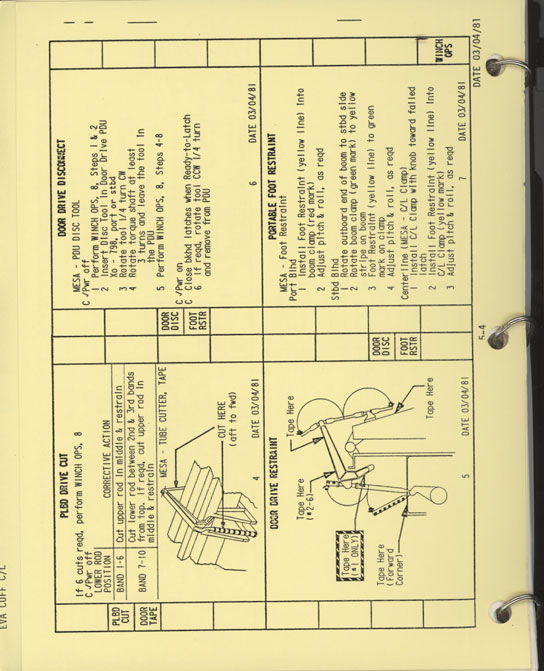 EVA CUFF C/L
PLBD DRIVE CUT
If 6 cuts reqd, perform WINCH OPS, 8
C ✓Pwr off
LOWER ROD POSITION
CORRECTIVE ACTION
BAND 1-6
Cut upper rod in middle & restrain
BAND 7-10
Cut lower rod between 2nd & 3rd bands
from top, if reqd, cut upper rod in
middle & restrain
MESA - TUBE CUTTER, TAPE
CUT HERE
(aft to fwd)
4
DATE 03/04/81
PLBD CUT
DOOR TAPE
DOOR DRIVE DISCONNECT
MESA - PDU DISC TOOL
C ✓Pwr off
1 Perform WINCH OPS, 8, Steps 1 & 2
2 Insert Disc Tool in Door Drive PDU
Xo 798, port or stbd
3 Rotate tool 1/4 turn CW
4 Rotate torque shaft at least
3 turns and leave the tool in
the PDU
5 Perform WINCH OPS, 8, Steps 4-8
C ✓Pwr on
C Close bkhd latches when Ready-to-Latch
6 If reqd, rotate tool CCW 1/4 turn
and remove from PDU
6
DATE 03/04/81
DOOR DISC
FOOT RSTR
DOOR DRIVE RESTRAINT
Tape Here
Tape Here
(#2-6)
Tape Here
(#1 ONLY)
Tape Here
(Forward
Corner)
Tape Here
5
DATE 03/04/81
PORTABLE FOOT RESTRAINT
MESA - Foot Restraint
Port Blhd
1 Install Foot Restraint (yellow line) into
boom clamp (red mark)
2 Adjust pitch & roll, as reqd
Stbd Blhd
1 Rotate outboard end of boom to stbd side
2 Rotate boom clamp (green mark) to yellow
stripe on boom
3 Foot Restraint (yellow line) to green
mark on clamp
4 Adjust pitch & roll, as reqd
Centerline (MESA - C/L Clamp)
1 Install C/L Clamp with knob toward failed
latch
2 Install Foot Restraint (yellow line) into
C/L Clamp (yellow mark)
3 Adjust pitch & roll, as reqd
7
DATE 03/04/81
DOOR DISC
FOOT RSTR
WINCH OPS
5-4
DATE 03/04/81